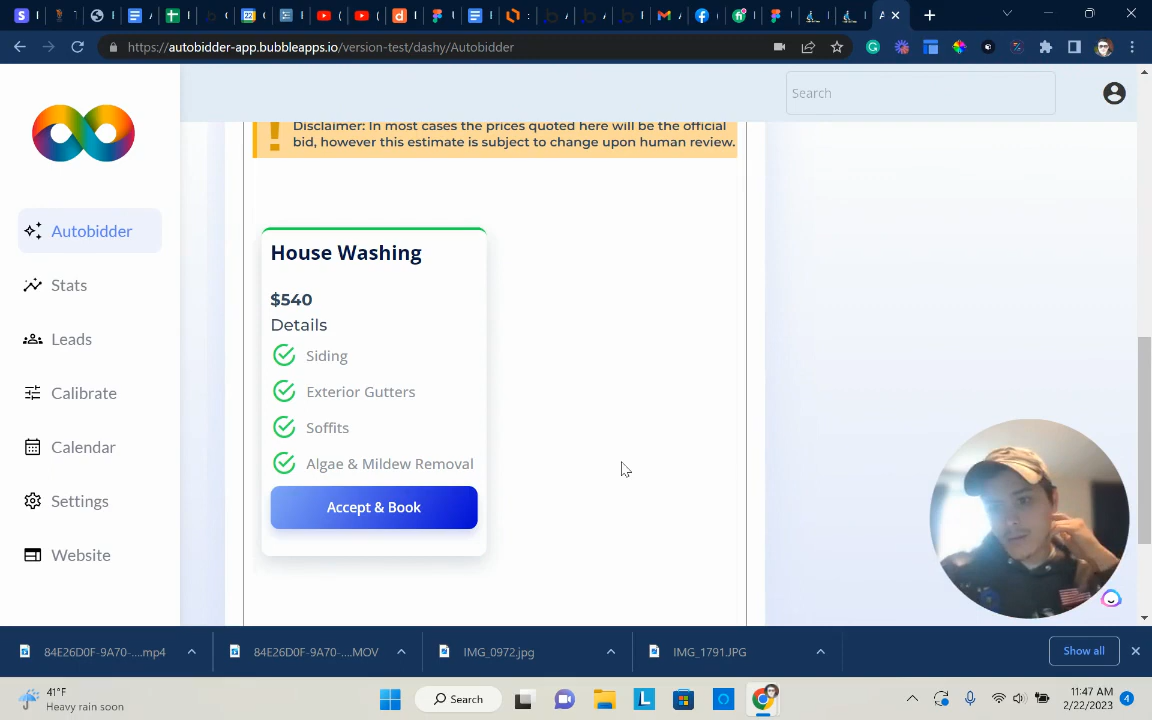 https://autobidder-app.bubbleapps.io/version-test/dashy/Autobidder
Search
Disclaimer: In most cases the prices quoted here will be the official
bid, however this estimate is subject to change upon human review.
Autobidder
Stats
Leads
Calibrate
Calendar
Settings
Website
House Washing
$540
Details
Siding
Exterior Gutters
Soffits
Algae & Mildew Removal
Accept & Book
84E26D0F-9A70-....mp4
84E26D0F-9A70-....MOV
IMG_0972.jpg
IMG_1791.JPG
Show all
41°F
Heavy rain soon
Search
11:47 AM
2/22/2023
4